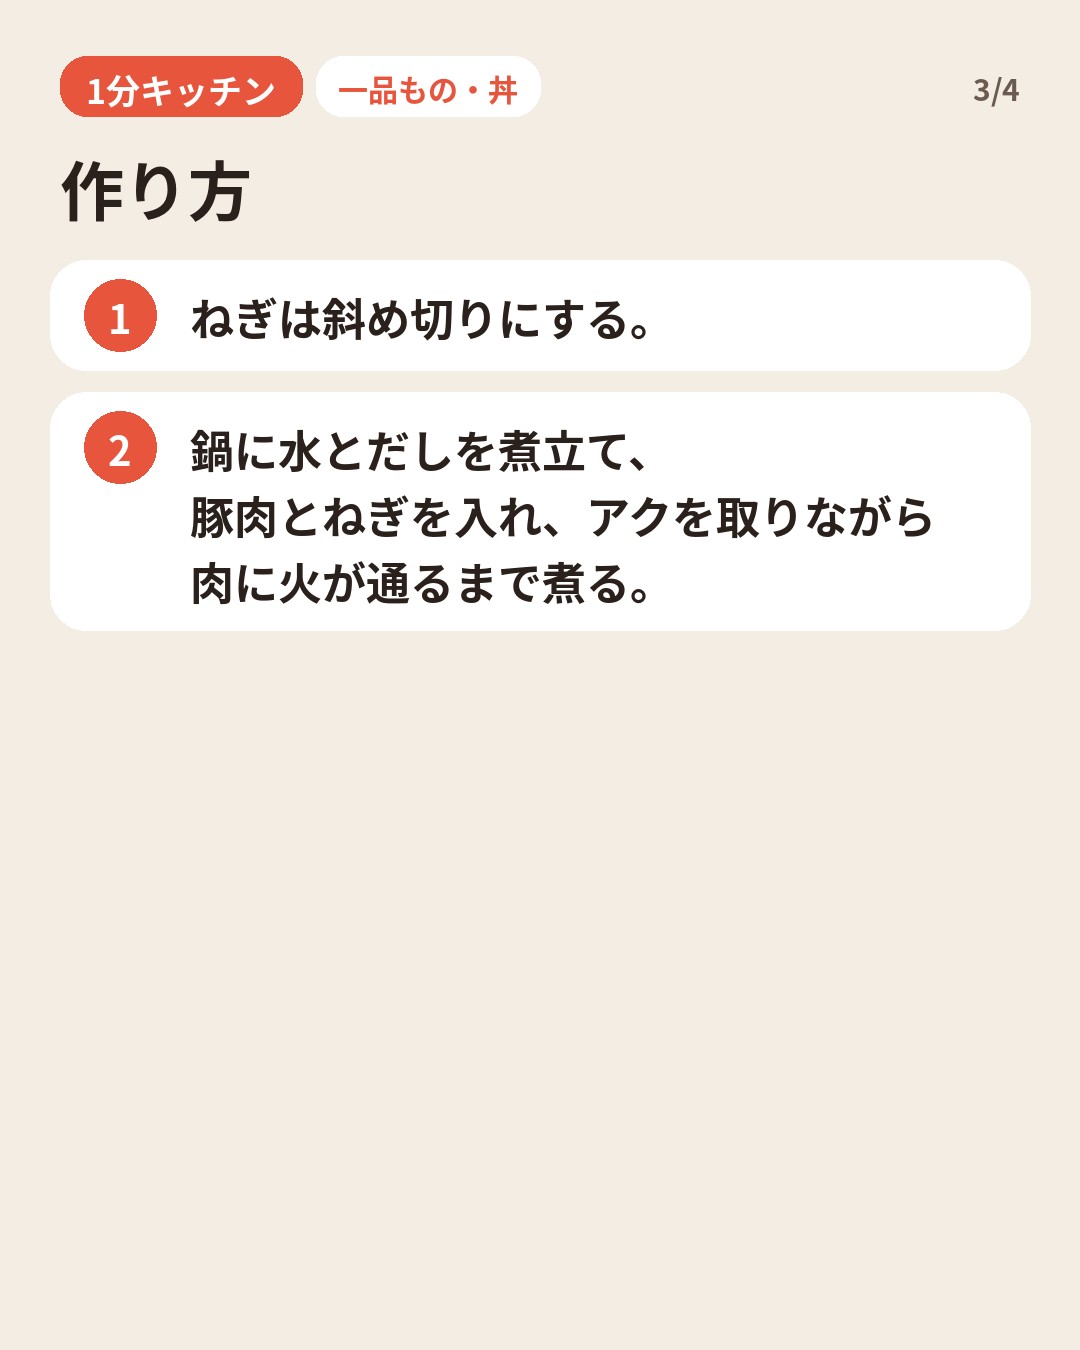 1分キッチン
一品もの・丼
3/4
作り方
1 ねぎは斜め切りにする。
2 鍋に水とだしを煮立て、
豚肉とねぎを入れ、アクを取りながら
肉に火が通るまで煮る。